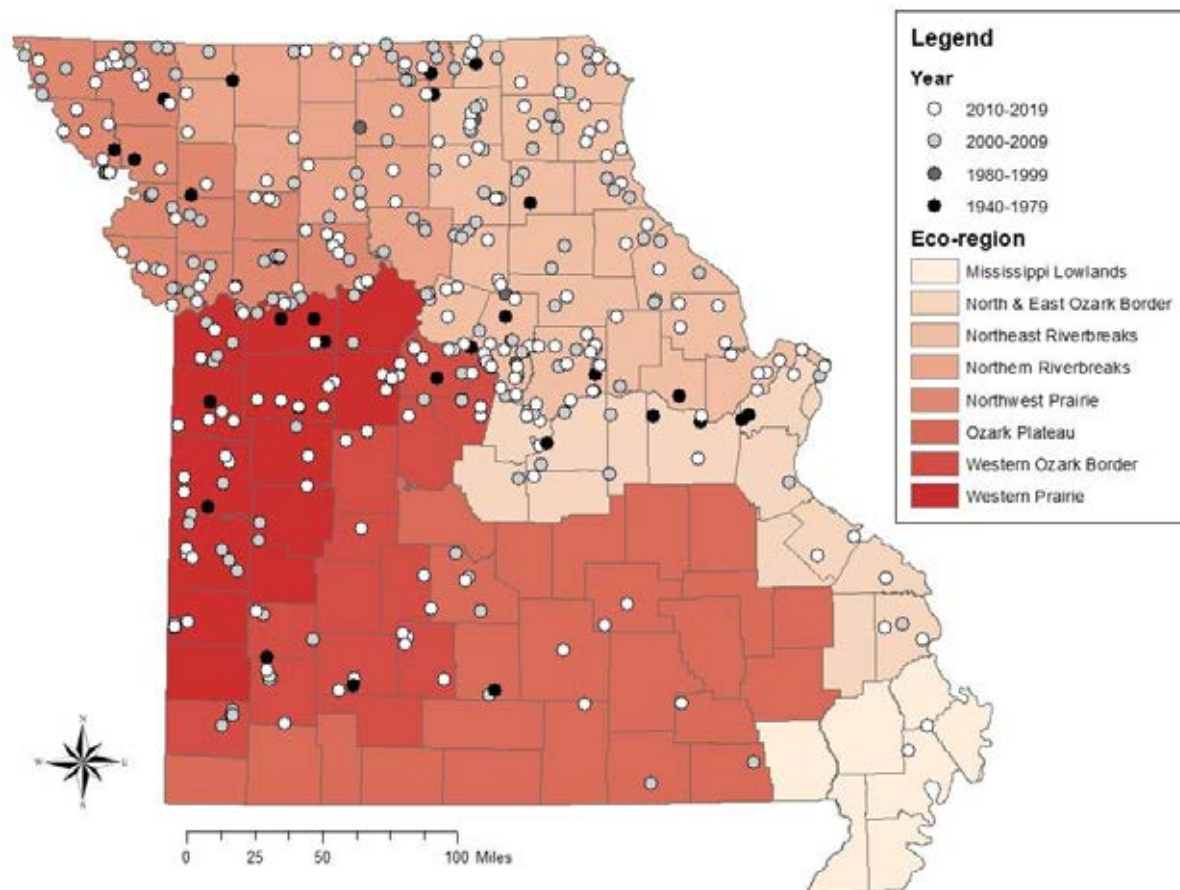 Legend
Year
2010-2019
2000-2009
1980-1999
1940-1979
Eco-region
Mississippi Lowlands
North & East Ozark Border
Northeast Riverbreaks
Northern Riverbreaks
Northwest Prairie
Ozark Plateau
Western Ozark Border
Western Prairie
N
W E
0 25 50 100 Miles